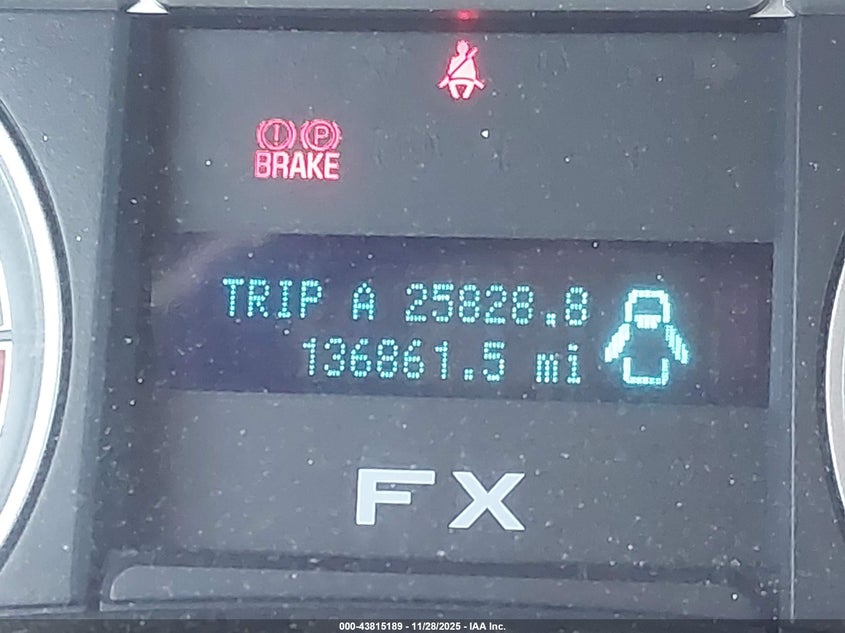 BRAKE
TRIP A 25828.8
136861.5 mi
FX
000-43815189 - 11/28/2025 - IAA Inc.